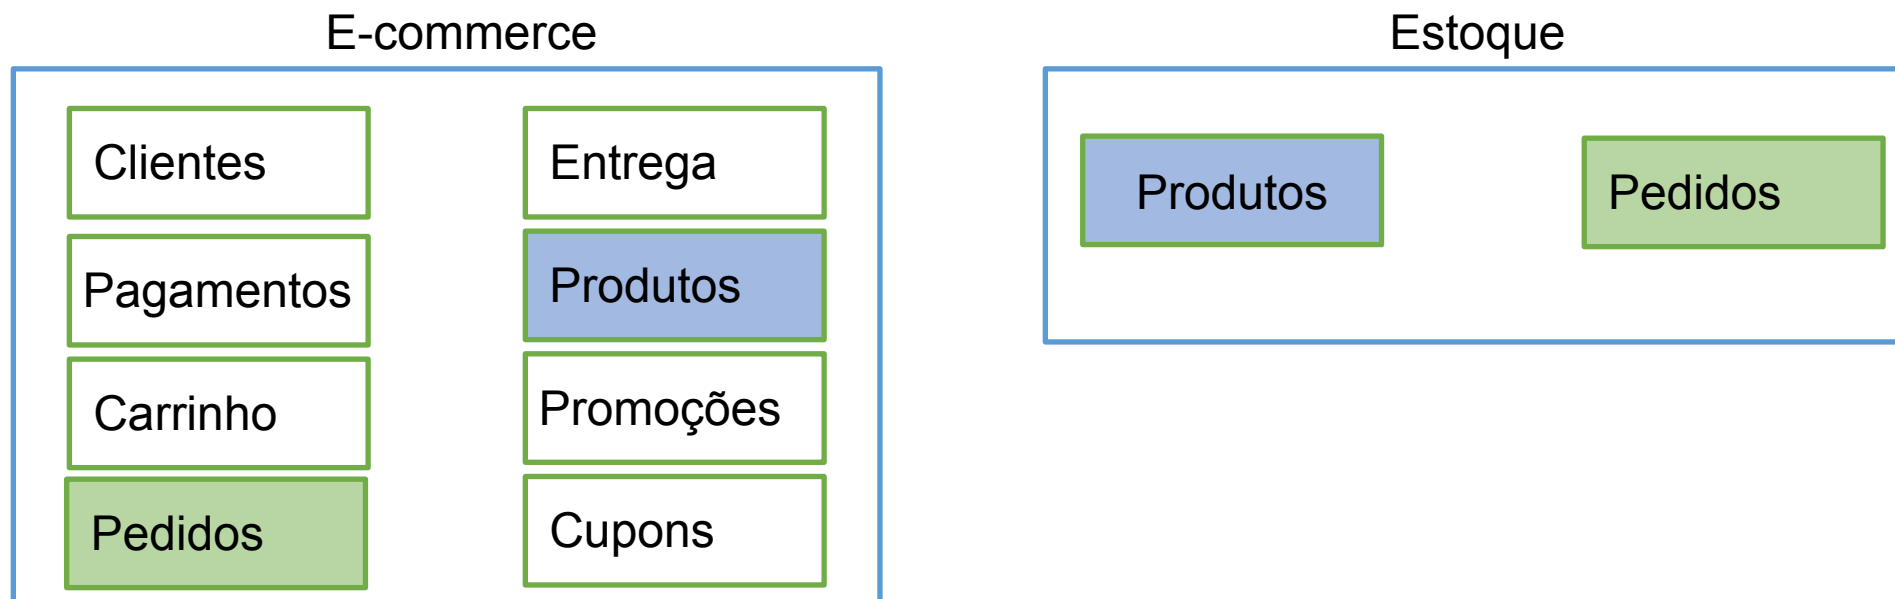 E-commerce
Clientes
Pagamentos
Carrinho
Pedidos
Entrega
Produtos
Promoções
Cupons
Estoque
Produtos
Pedidos